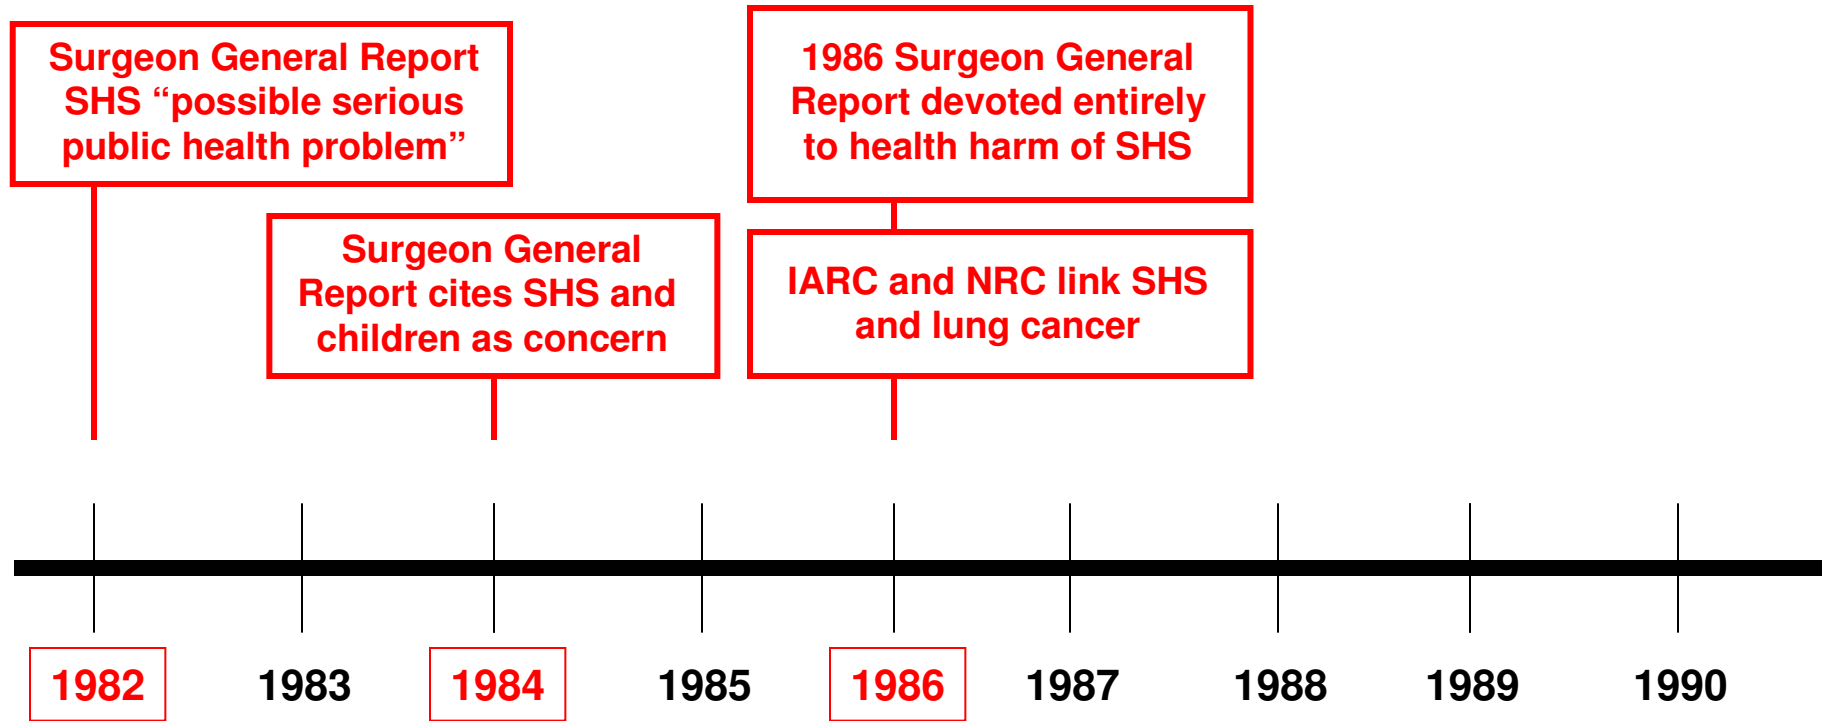 Surgeon General Report
SHS “possible serious
public health problem”
Surgeon General
Report cites SHS and
children as concern
1986 Surgeon General
Report devoted entirely
to health harm of SHS
IARC and NRC link SHS
and lung cancer
1982
1983
1984
1985
1986
1987
1988
1989
1990